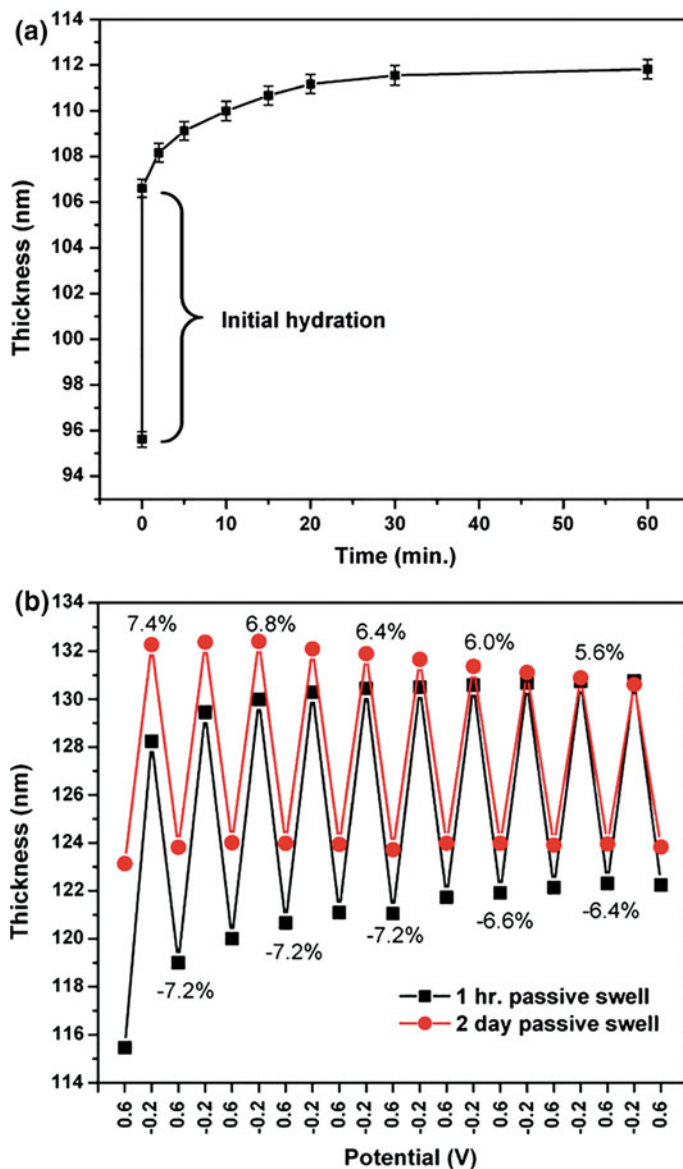 (a)
114
112
110
108
106
104
102
100
98
96
94
Thickness (nm)
Initial hydration
0 10 20 30 40 50 60
Time (min.)
(b)
134
132
130
128
126
124
122
120
118
116
114
Thickness (nm)
7.4% 6.8% 6.4% 6.0% 5.6%
-7.2% -7.2% -7.2% -6.6% -6.4%
1 hr. passive swell
2 day passive swell
0.6 -0.2 0.6 -0.2 0.6 -0.2 0.6 -0.2 0.6 -0.2 0.6 -0.2 0.6 -0.2 0.6 -0.2 0.6 -0.2 0.6 -0.2 0.6
Potential (V)